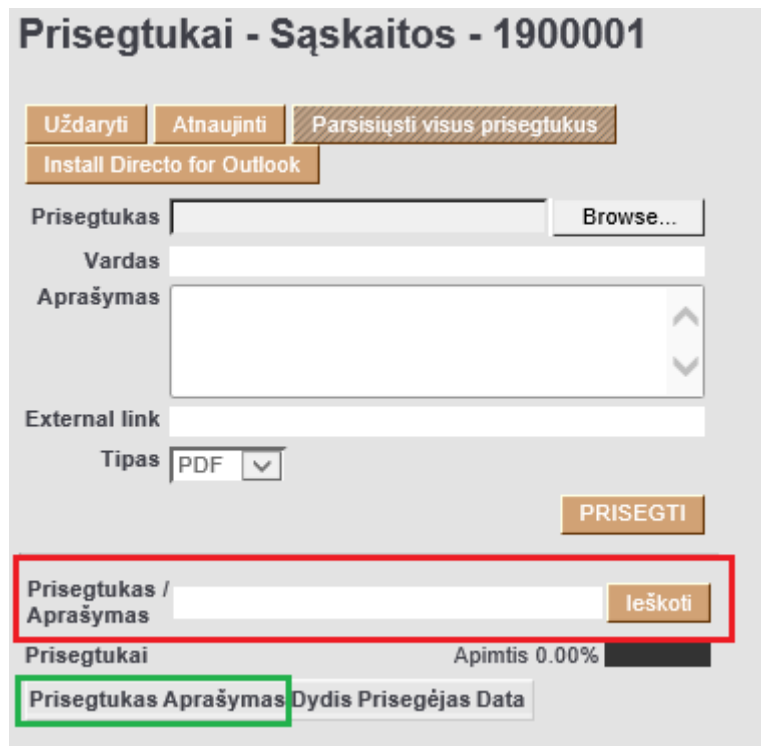 Prisegtukai - Sąskaitos - 1900001
Uždaryti Atnaujinti Parsisiųsti visus prisegtukus
Install Directo for Outlook
Prisegtukas Browse...
Vardas
Aprašymas
External link
Tipas PDF
PRISEGTI
Prisegtukas /
Aprašymas Ieškoti
Prisegtukai Apimtis 0.00%
Prisegtukas Aprašymas Dydis Prisegėjas Data